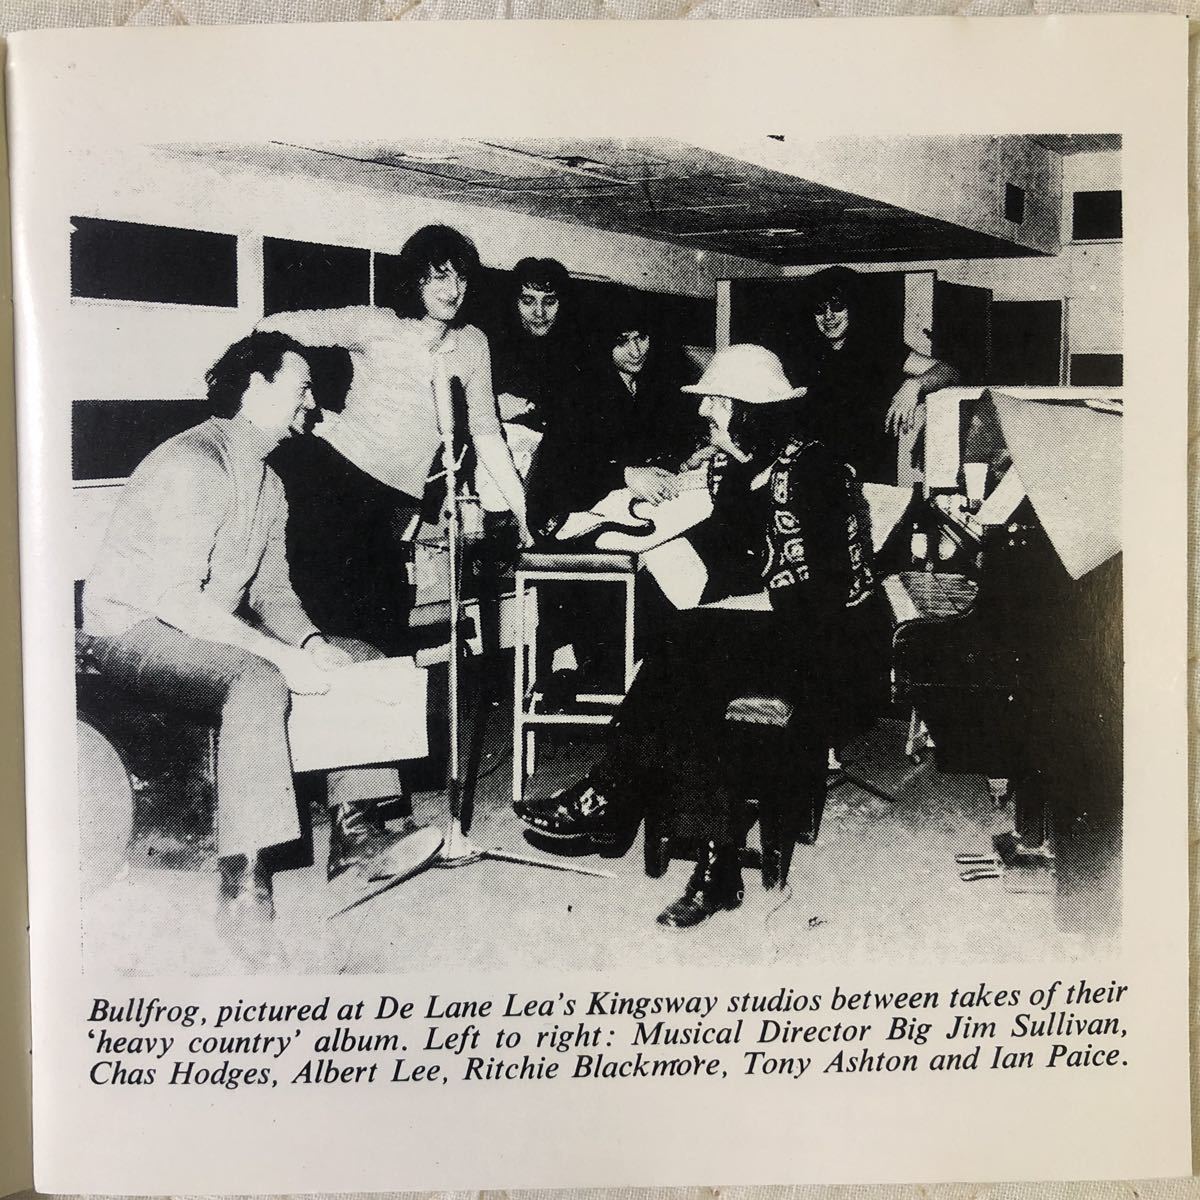 Bullfrog, pictured at De Lane Lea's Kingsway studios between takes of their
'heavy country' album. Left to right: Musical Director Big Jim Sullivan,
Chas Hodges, Albert Lee, Ritchie Blackmore, Tony Ashton and Ian Paice.